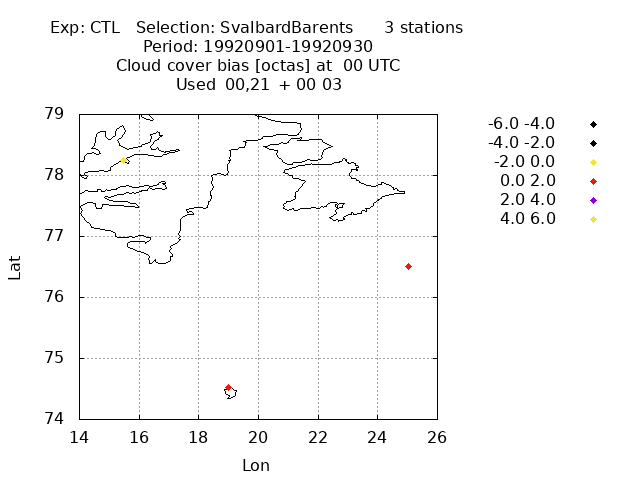 Exp: CTL Selection: SvalbardBarents 3 stations
Period: 19920901-19920930
Cloud cover bias [octas] at 00 UTC
Used 00,21 + 00 03
-6.0 -4.0
-4.0 -2.0
-2.0 0.0
0.0 2.0
2.0 4.0
4.0 6.0
79
78
77
76
75
74
Lat
14 16 18 20 22 24 26
Lon